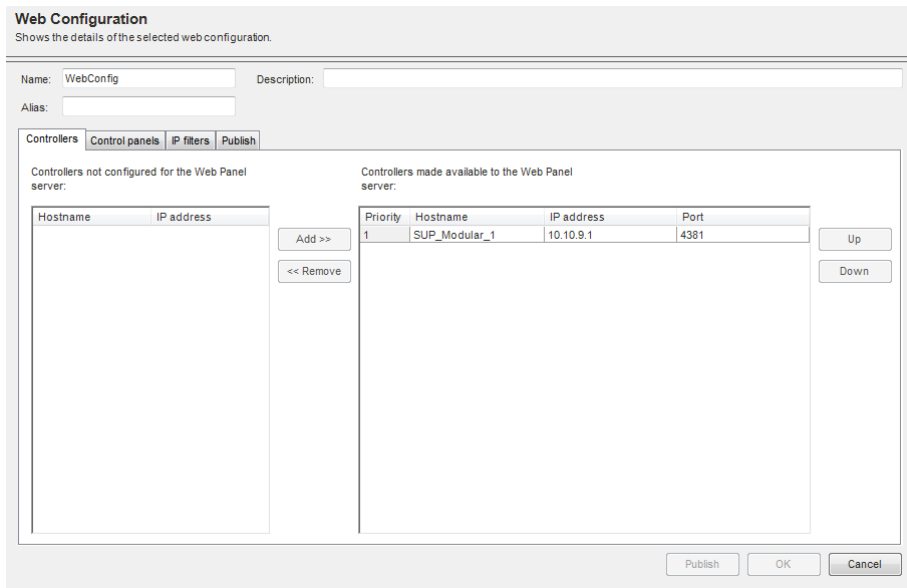 Web Configuration
Shows the details of the selected web configuration.
Name: WebConfig Description:
Alias:
Controllers Control panels IP filters Publish
Controllers not configured for the Web Panel
server:
Controllers made available to the Web Panel
server:
Hostname IP address
Priority Hostname IP address Port
1 SUP_Modular_1 10.10.9.1 4381
Add >>
<< Remove
Up
Down
Publish OK Cancel